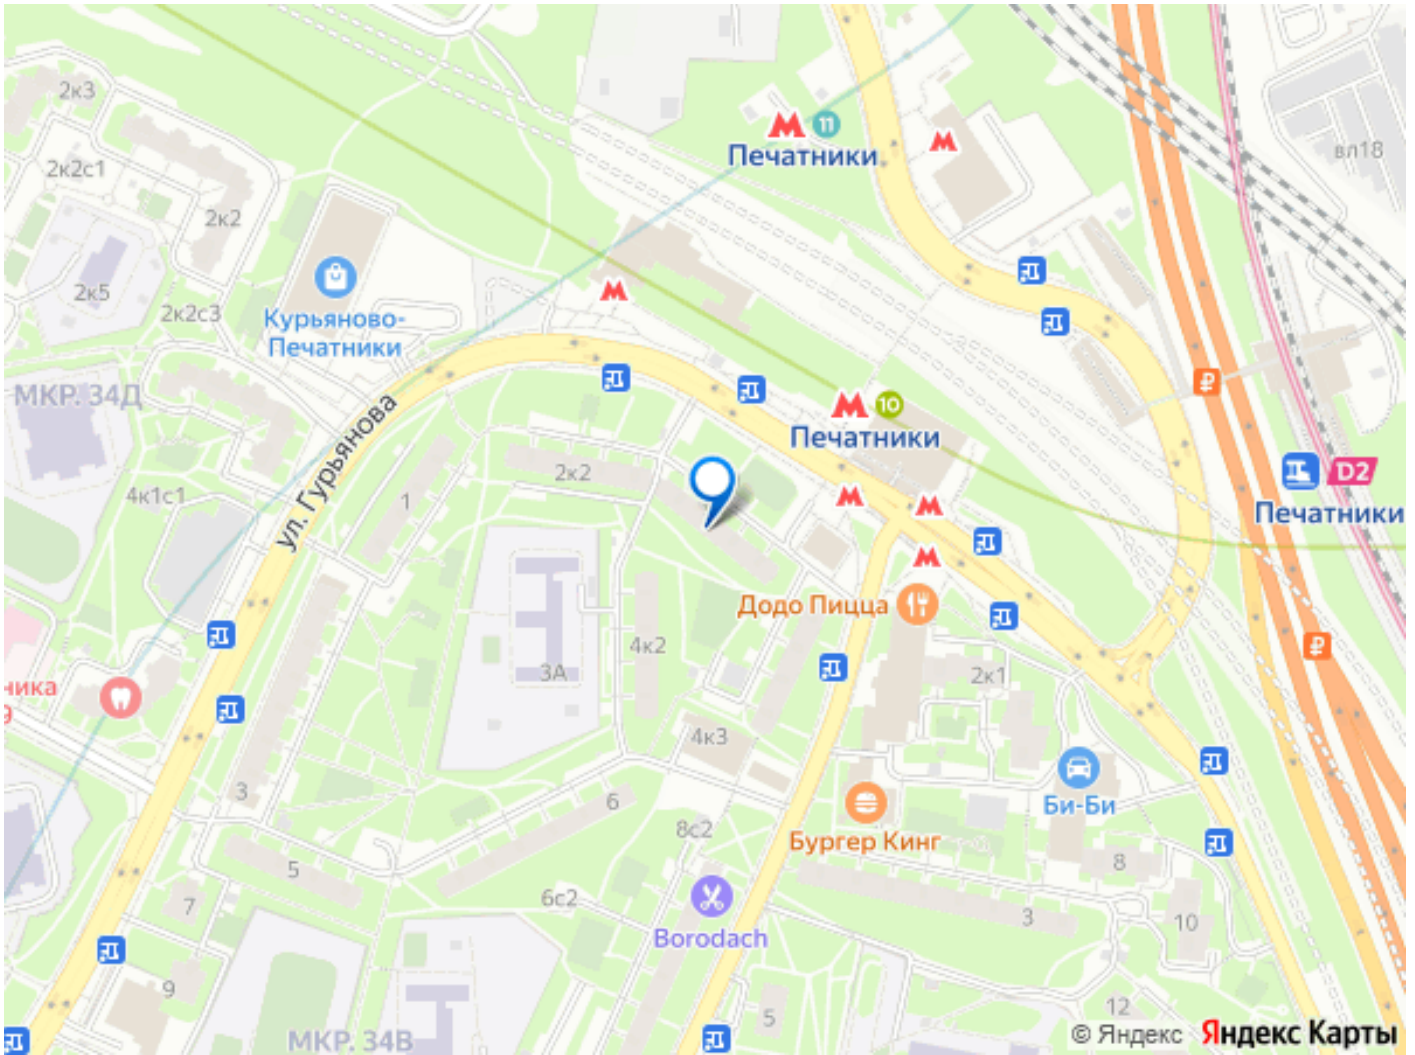 2к3
11
Печатники
вл18
2к2с1
2к2
2к5
2к2с3
Курьяново-
Печатники
МКР. 34Д
ул. Гурьянова
10
Печатники
D2
Печатники
4к1с1
1
2к2
Додо Пицца
3А
4к2
2к1
ника
9
4к3
3
6
Би-Би
Бургер Кинг
8с2
8
5
6с2
7
Borodach
3
10
9
5
12
МКР. 34В
© Яндекс Яндекс Карты